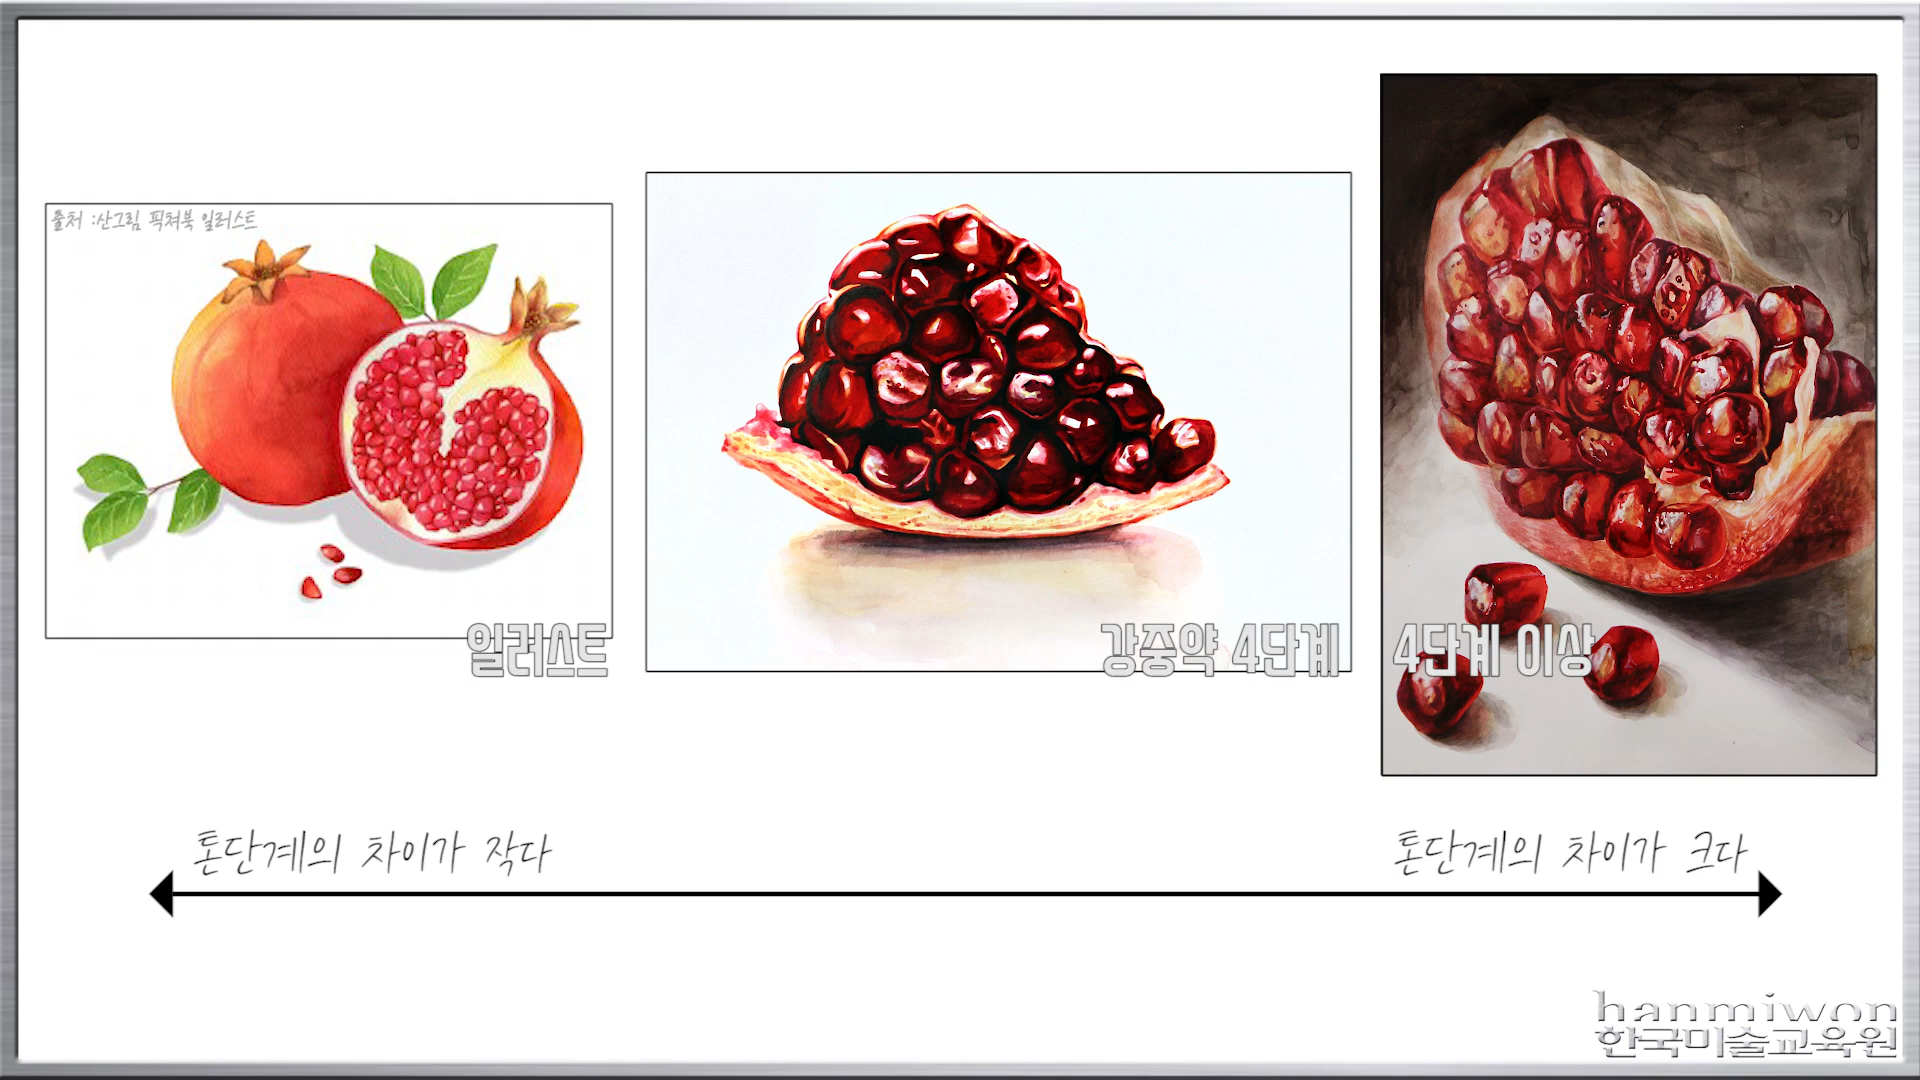 출처 :산그림 픽쳐북 일러스트
일러스트
강중약 4단계
4단계 이상
톤단계의 차이가 작다
톤단계의 차이가 크다
hanmiwon
한국미술교육원